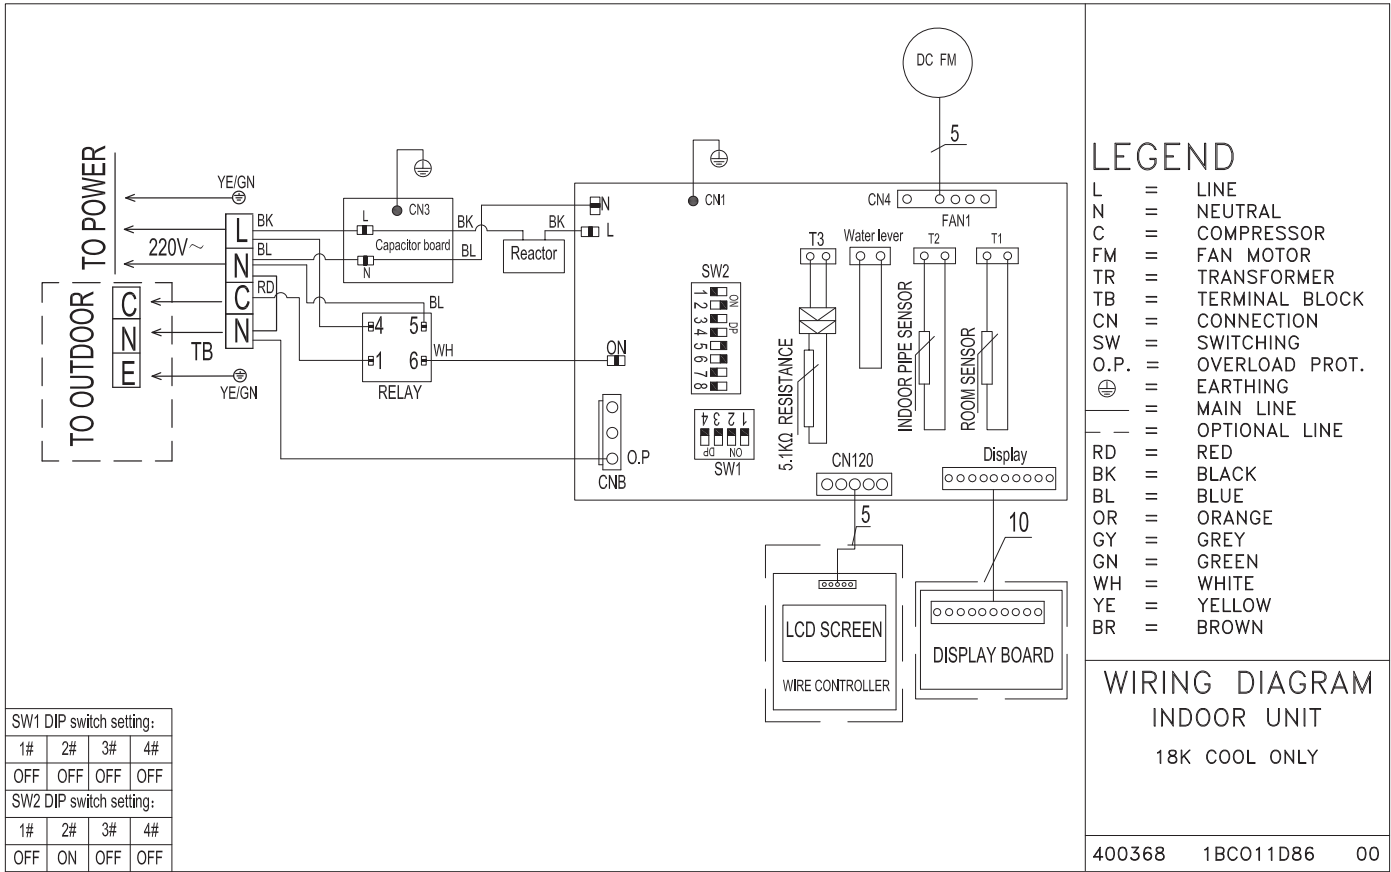 DC FM
5
TO POWER
YE/GN
220V~
L
N
C
N
TB
BK
BL
RD
TO OUTDOOR
C
N
E
YE/GN
CN3
L
Capacitor board
N
BK
BL
BK
Reactor
BL
4 5
1 6
WH
RELAY
N
L
CN1
CN4
FAN1
T3
Water lever
T2
T1
SW2
1 2 3 4 5 6 7 8
ON DP
ON
5.1KΩ RESISTANCE
INDOOR PIPE SENSOR
ROOM SENSOR
O.P
CNB
4 3 2 1
DP ON
SW1
CN120
Display
5
10
LCD SCREEN
WIRE CONTROLLER
DISPLAY BOARD
SW1 DIP switch setting:
1# 2# 3# 4#
OFF OFF OFF OFF
SW2 DIP switch setting:
1# 2# 3# 4#
OFF ON OFF OFF
LEGEND
L = LINE
N = NEUTRAL
C = COMPRESSOR
FM = FAN MOTOR
TR = TRANSFORMER
TB = TERMINAL BLOCK
CN = CONNECTION
SW = SWITCHING
O.P. = OVERLOAD PROT.
= EARTHING
= MAIN LINE
= OPTIONAL LINE
RD = RED
BK = BLACK
BL = BLUE
OR = ORANGE
GY = GREY
GN = GREEN
WH = WHITE
YE = YELLOW
BR = BROWN
WIRING DIAGRAM
INDOOR UNIT
18K COOL ONLY
400368 1BCO11D86 00